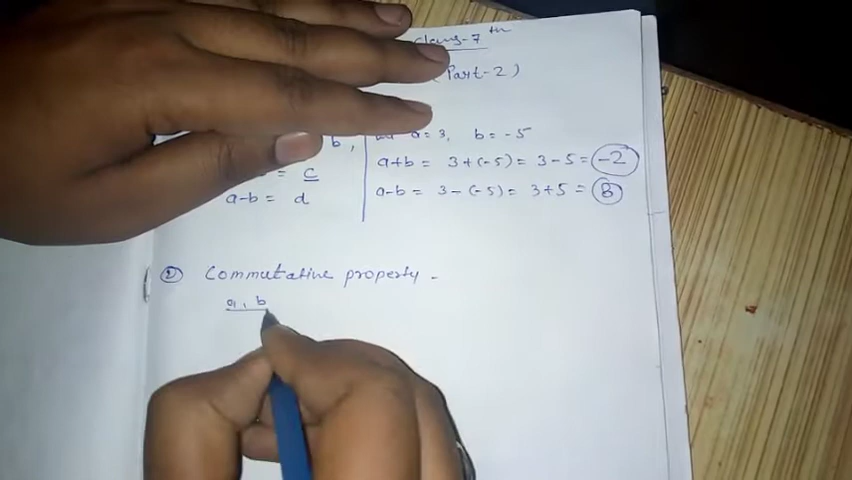 Class-7th
(Part-2)
b, a=3, b=-5
a+b = 3+(-5) = 3-5 = -2
= c
a-b = 3-(-5) = 3+5 = 8
a-b = d
② Commutative property -
a, b